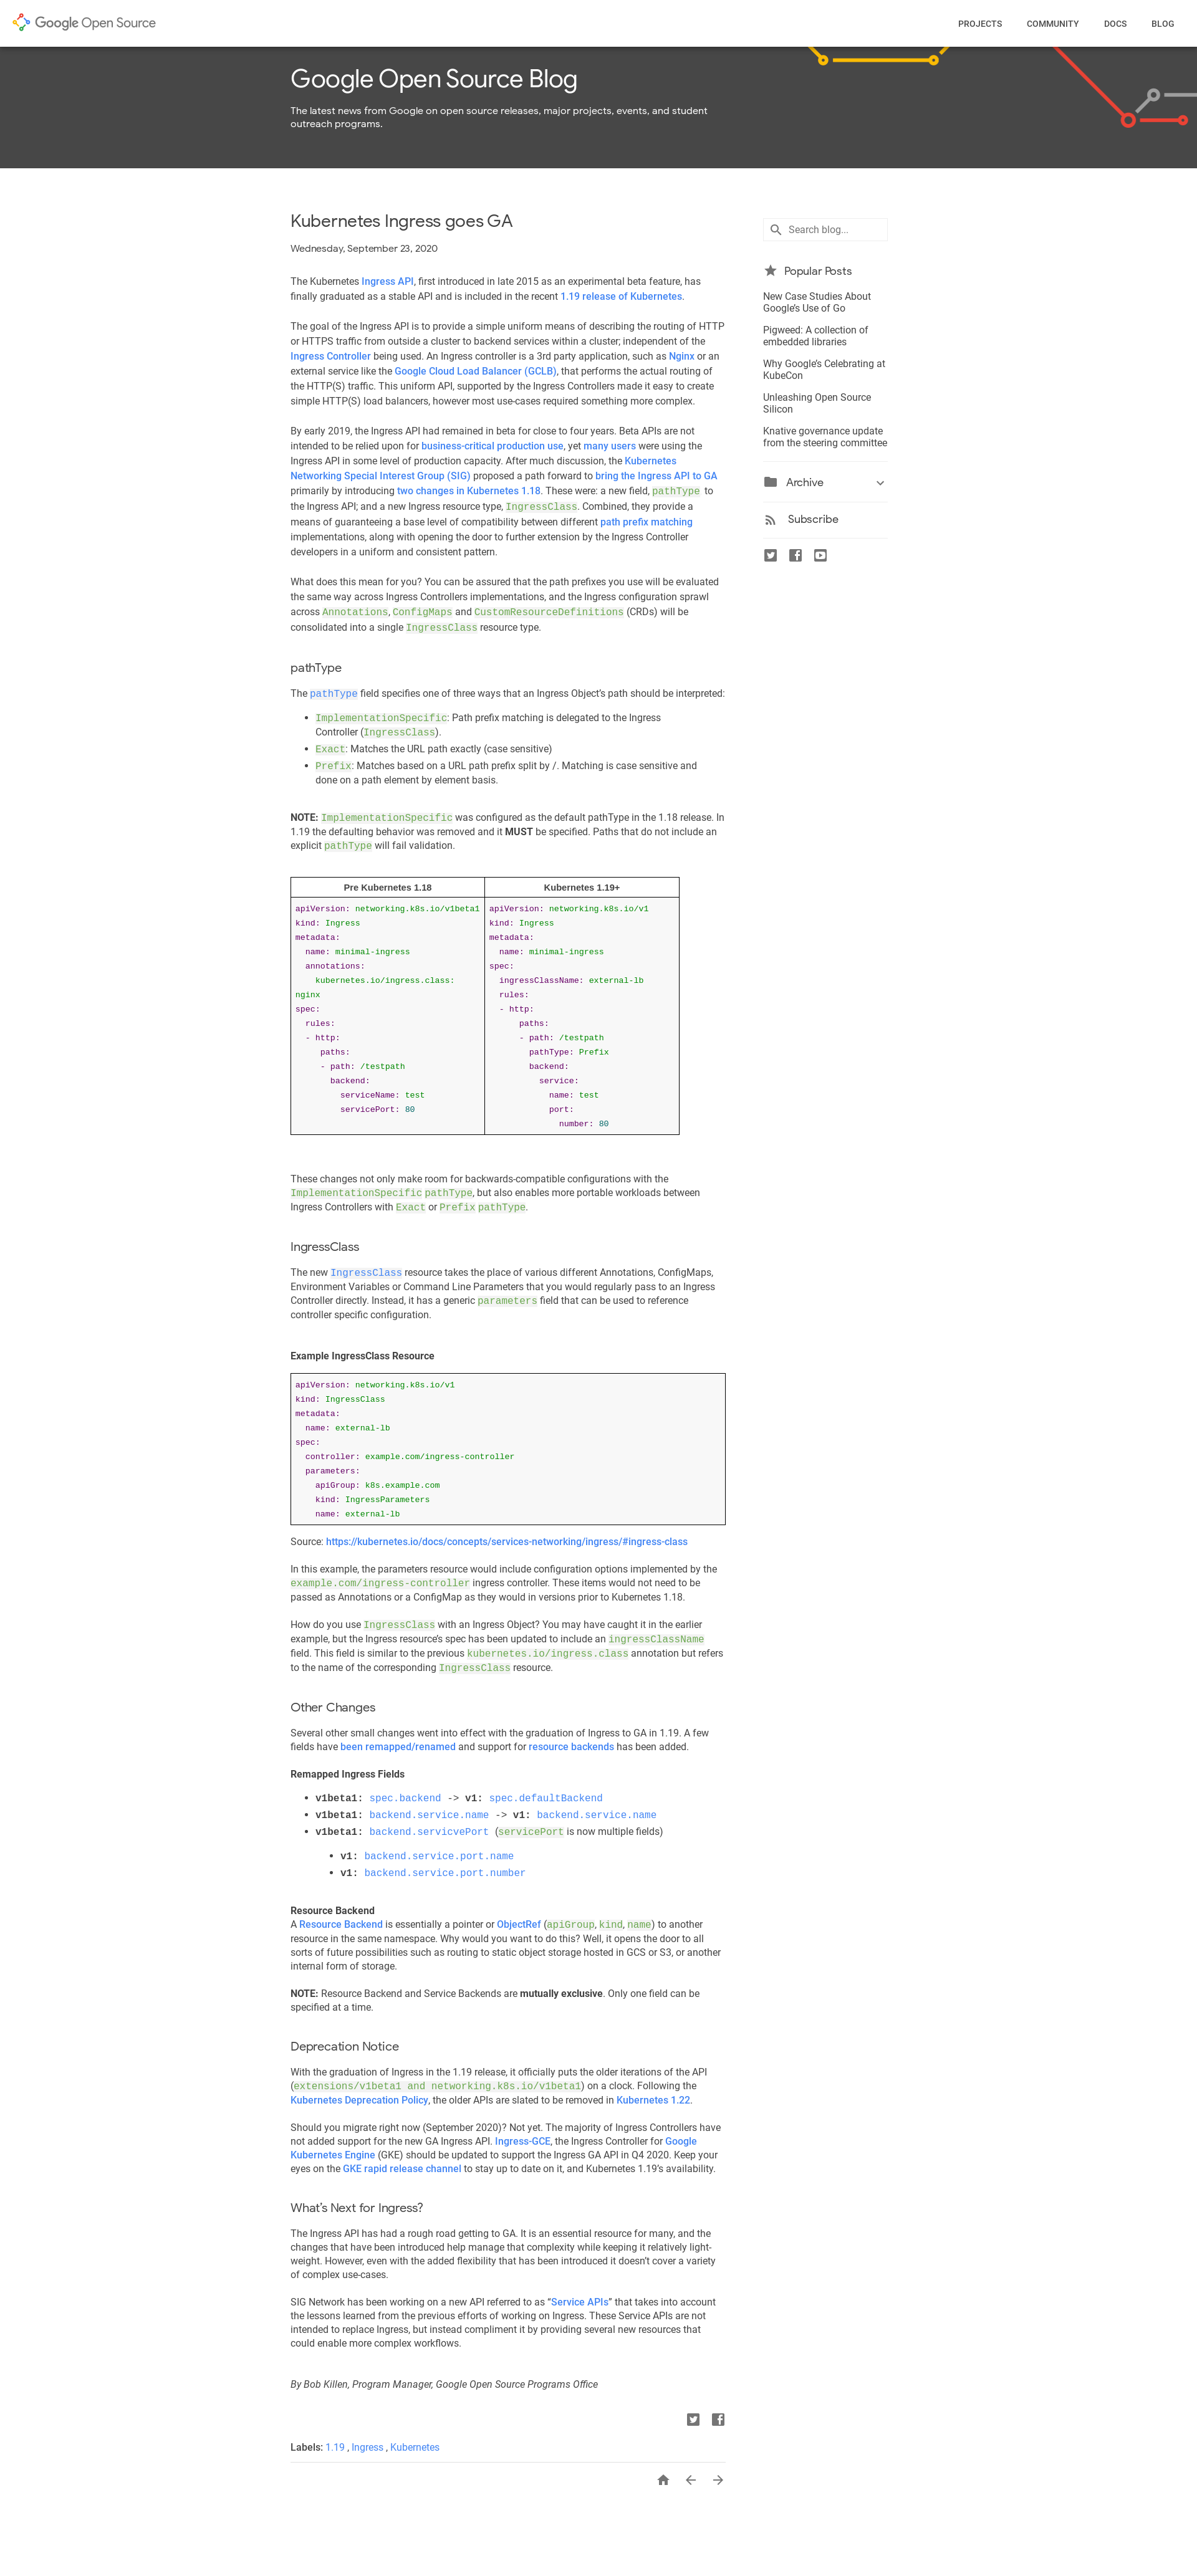 Google Open Source
PROJECTS
COMMUNITY
DOCS
BLOG
Google Open Source Blog
The latest news from Google on open source releases, major projects, events, and student
outreach programs.
Kubernetes Ingress goes GA
Wednesday, September 23, 2020
The Kubernetes Ingress API, first introduced in late 2015 as an experimental beta feature, has
finally graduated as a stable API and is included in the recent 1.19 release of Kubernetes.
The goal of the Ingress API is to provide a simple uniform means of describing the routing of HTTP
or HTTPS traffic from outside a cluster to backend services within a cluster; independent of the
Ingress Controller being used. An Ingress controller is a 3rd party application, such as Nginx or an
external service like the Google Cloud Load Balancer (GCLB), that performs the actual routing of
the HTTP(S) traffic. This uniform API, supported by the Ingress Controllers made it easy to create
simple HTTP(S) load balancers, however most use-cases required something more complex.
By early 2019, the Ingress API had remained in beta for close to four years. Beta APIs are not
intended to be relied upon for business-critical production use, yet many users were using the
Ingress API in some level of production capacity. After much discussion, the Kubernetes
Networking Special Interest Group (SIG) proposed a path forward to bring the Ingress API to GA
primarily by introducing two changes in Kubernetes 1.18. These were: a new field, pathType to
the Ingress API; and a new Ingress resource type, IngressClass. Combined, they provide a
means of guaranteeing a base level of compatibility between different path prefix matching
implementations, along with opening the door to further extension by the Ingress Controller
developers in a uniform and consistent pattern.
What does this mean for you? You can be assured that the path prefixes you use will be evaluated
the same way across Ingress Controllers implementations, and the Ingress configuration sprawl
across Annotations, ConfigMaps and CustomResourceDefinitions (CRDs) will be
consolidated into a single IngressClass resource type.
pathType
The pathType field specifies one of three ways that an Ingress Object's path should be interpreted:
• ImplementationSpecific: Path prefix matching is delegated to the Ingress
Controller (IngressClass).
• Exact: Matches the URL path exactly (case sensitive)
• Prefix: Matches based on a URL path prefix split by /. Matching is case sensitive and
done on a path element by element basis.
NOTE: ImplementationSpecific was configured as the default pathType in the 1.18 release. In
1.19 the defaulting behavior was removed and it MUST be specified. Paths that do not include an
explicit pathType will fail validation.
Pre Kubernetes 1.18
apiVersion: networking.k8s.io/v1beta1
kind: Ingress
metadata:
name: minimal-ingress
annotations:
kubernetes.io/ingress.class:
nginx
spec:
rules:
- http:
paths:
- path: /testpath
backend:
serviceName: test
servicePort: 80
Kubernetes 1.19+
apiVersion: networking.k8s.io/v1
kind: Ingress
metadata:
name: minimal-ingress
spec:
ingressClassName: external-lb
rules:
- http:
paths:
- path: /testpath
pathType: Prefix
backend:
service:
name: test
port:
number: 80
These changes not only make room for backwards-compatible configurations with the
ImplementationSpecific pathType, but also enables more portable workloads between
Ingress Controllers with Exact or Prefix pathType.
IngressClass
The new IngressClass resource takes the place of various different Annotations, ConfigMaps,
Environment Variables or Command Line Parameters that you would regularly pass to an Ingress
Controller directly. Instead, it has a generic parameters field that can be used to reference
controller specific configuration.
Example IngressClass Resource
apiVersion: networking.k8s.io/v1
kind: IngressClass
metadata:
name: external-lb
spec:
controller: example.com/ingress-controller
parameters:
apiGroup: k8s.example.com
kind: IngressParameters
name: external-lb
Source: https://kubernetes.io/docs/concepts/services-networking/ingress/#ingress-class
In this example, the parameters resource would include configuration options implemented by the
example.com/ingress-controller ingress controller. These items would not need to be
passed as Annotations or a ConfigMap as they would in versions prior to Kubernetes 1.18.
How do you use IngressClass with an Ingress Object? You may have caught it in the earlier
example, but the Ingress resource's spec has been updated to include an ingressClassName
field. This field is similar to the previous kubernetes.io/ingress.class annotation but refers
to the name of the corresponding IngressClass resource.
Other Changes
Several other small changes went into effect with the graduation of Ingress to GA in 1.19. A few
fields have been remapped/renamed and support for resource backends has been added.
Remapped Ingress Fields
• v1beta1: spec.backend -> v1: spec.defaultBackend
• v1beta1: backend.service.name -> v1: backend.service.name
• v1beta1: backend.servicvePort (servicePort is now multiple fields)
• v1: backend.service.port.name
• v1: backend.service.port.number
Resource Backend
A Resource Backend is essentially a pointer or ObjectRef (apiGroup, kind, name) to another
resource in the same namespace. Why would you want to do this? Well, it opens the door to all
sorts of future possibilities such as routing to static object storage hosted in GCS or S3, or another
internal form of storage.
NOTE: Resource Backend and Service Backends are mutually exclusive. Only one field can be
specified at a time.
Deprecation Notice
With the graduation of Ingress in the 1.19 release, it officially puts the older iterations of the API
(extensions/v1beta1 and networking.k8s.io/v1beta1) on a clock. Following the
Kubernetes Deprecation Policy, the older APIs are slated to be removed in Kubernetes 1.22.
Should you migrate right now (September 2020)? Not yet. The majority of Ingress Controllers have
not added support for the new GA Ingress API. Ingress-GCE, the Ingress Controller for Google
Kubernetes Engine (GKE) should be updated to support the Ingress GA API in Q4 2020. Keep your
eyes on the GKE rapid release channel to stay up to date on it, and Kubernetes 1.19's availability.
What's Next for Ingress?
The Ingress API has had a rough road getting to GA. It is an essential resource for many, and the
changes that have been introduced help manage that complexity while keeping it relatively light-
weight. However, even with the added flexibility that has been introduced it doesn't cover a variety
of complex use-cases.
SIG Network has been working on a new API referred to as “Service APIs” that takes into account
the lessons learned from the previous efforts of working on Ingress. These Service APIs are not
intended to replace Ingress, but instead compliment it by providing several new resources that
could enable more complex workflows.
By Bob Killen, Program Manager, Google Open Source Programs Office
Labels: 1.19 , Ingress , Kubernetes
Search blog...
Popular Posts
New Case Studies About
Google's Use of Go
Pigweed: A collection of
embedded libraries
Why Google's Celebrating at
KubeCon
Unleashing Open Source
Silicon
Knative governance update
from the steering committee
Archive
Subscribe